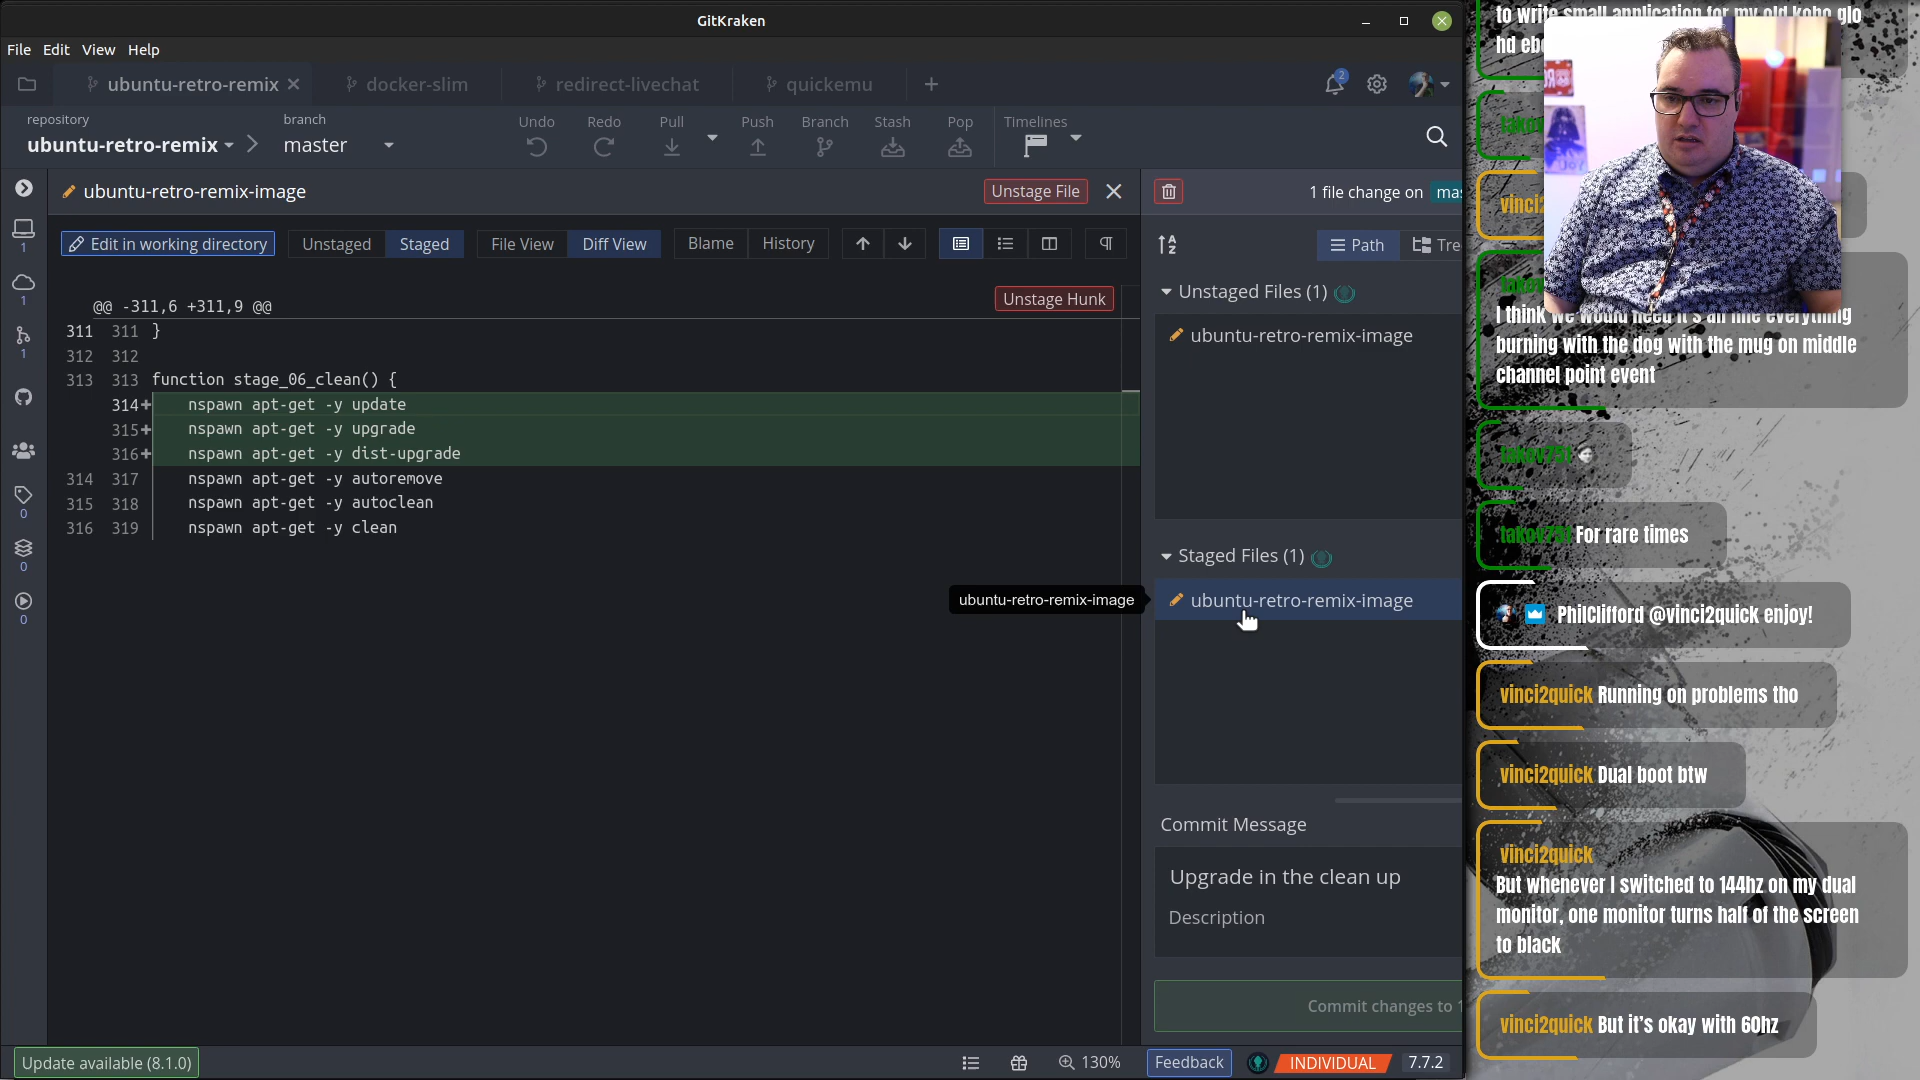 GitKraken
File Edit View Help
ubuntu-retro-remix
docker-slim
redirect-livechat
quickemu
2
repository
ubuntu-retro-remix
branch
master
Undo
Redo
Pull
Push
Branch
Stash
Pop
Timelines
ubuntu-retro-remix-image
Unstage File
1 file change on mas
Edit in working directory
Unstaged Staged
File View Diff View
Blame History
Path
Tre
1
1
1
0
0
0
@@ -311,6 +311,9 @@
Unstage Hunk
311 311 }
312 312
313 313 function stage_06_clean() {
314+ nspawn apt-get -y update
315+ nspawn apt-get -y upgrade
316+ nspawn apt-get -y dist-upgrade
314 317 nspawn apt-get -y autoremove
315 318 nspawn apt-get -y autoclean
316 319 nspawn apt-get -y clean
Unstaged Files (1)
ubuntu-retro-remix-image
Staged Files (1)
ubuntu-retro-remix-image
ubuntu-retro-remix-image
Commit Message
Upgrade in the clean up
Description
Commit changes to 1
Update available (8.1.0)
130%
Feedback
INDIVIDUAL
7.7.2
to write small application for my old kobo glo
hd
I think we would need it's all fine everything
burning with the dog with the mug on middle
channel point event
For rare times
PhilClifford @vinci2quick enjoy!
vinci2quick Running on problems tho
vinci2quick Dual boot btw
vinci2quick
But whenever I switched to 144hz on my dual
monitor, one monitor turns half of the screen
to black
vinci2quick But it's okay with 60hz